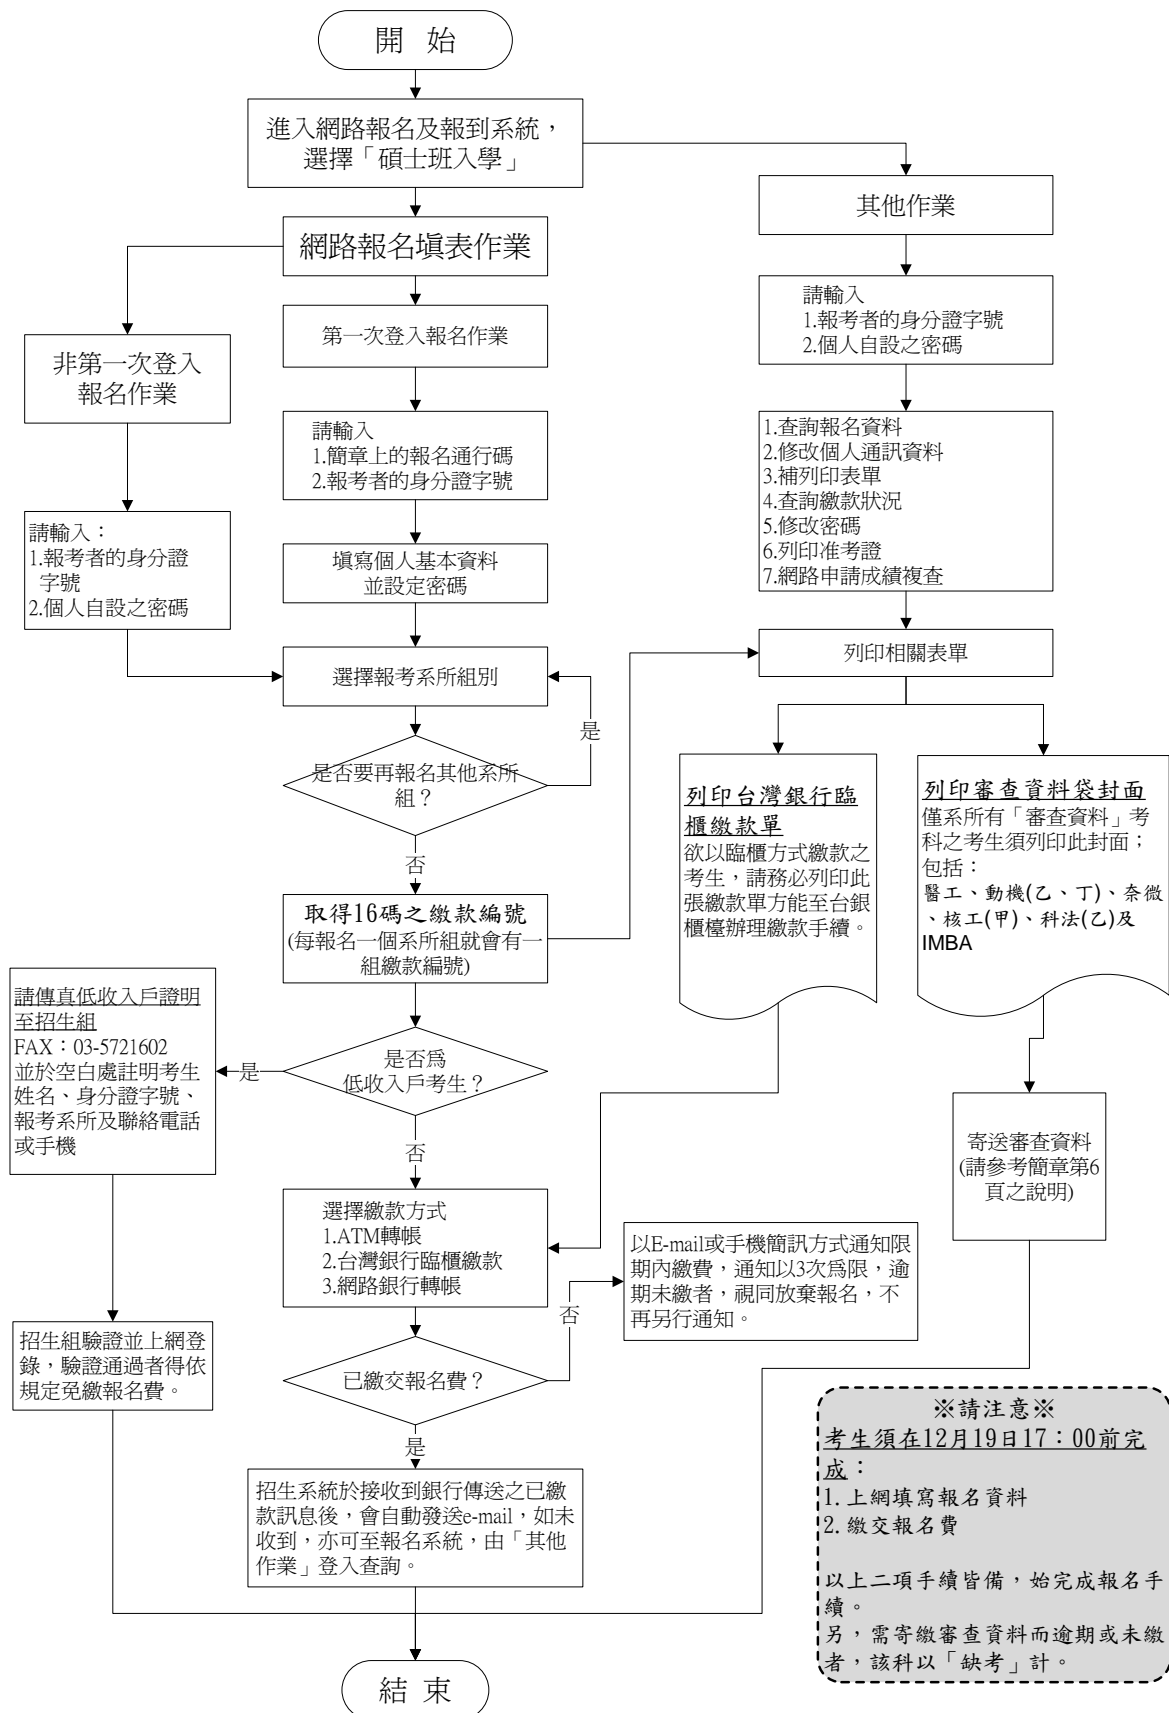 開 始
進入網路報名及報到系統，
選擇「碩士班入學」
其他作業
網路報名填表作業
請輸入
1.報考者的身分證字號
2.個人自設之密碼
第一次登入報名作業
非第一次登入
報名作業
請輸入
1.簡章上的報名通行碼
2.報考者的身分證字號
1.查詢報名資料
2.修改個人通訊資料
3.補列印表單
4.查詢繳款狀況
5.修改密碼
6.列印准考證
7.網路申請成績複查
請輸入：
1.報考者的身分證
字號
2.個人自設之密碼
填寫個人基本資料
並設定密碼
選擇報考系所組別
列印相關表單
是
是否要再報名其他系所
組？
否
列印台灣銀行臨
櫃繳款單
欲以臨櫃方式繳款之
考生，請務必列印此
張繳款單方能至台銀
櫃檯辦理繳款手續。
列印審查資料袋封面
僅系所有「審查資料」考
科之考生須列印此封面；
包括：
醫工、動機(乙、丁)、奈微
、核工(甲)、科法(乙)及
IMBA
取得16碼之繳款編號
(每報名一個系所組就會有一
組繳款編號)
請傳真低收入戶證明
至招生組
FAX：03-5721602
並於空白處註明考生
姓名、身分證字號、
報考系所及聯絡電話
或手機
是
是否為
低收入戶考生？
否
寄送審查資料
(請參考簡章第6
頁之說明)
選擇繳款方式
1.ATM轉帳
2.台灣銀行臨櫃繳款
3.網路銀行轉帳
以E-mail或手機簡訊方式通知限
期內繳費，通知以3次為限，逾
期未繳者，視同放棄報名，不
再另行通知。
否
招生組驗證並上網登
錄，驗證通過者得依
規定免繳報名費。
已繳交報名費？
是
招生系統於接收到銀行傳送之已繳
款訊息後，會自動發送e-mail，如未
收到，亦可至報名系統，由「其他
作業」登入查詢。
※請注意※
考生須在12月19日17：00前完
成：
1. 上網填寫報名資料
2. 繳交報名費
以上二項手續皆備，始完成報名手
續。
另，需寄繳審查資料而逾期或未繳
者，該科以「缺考」計。
結 束